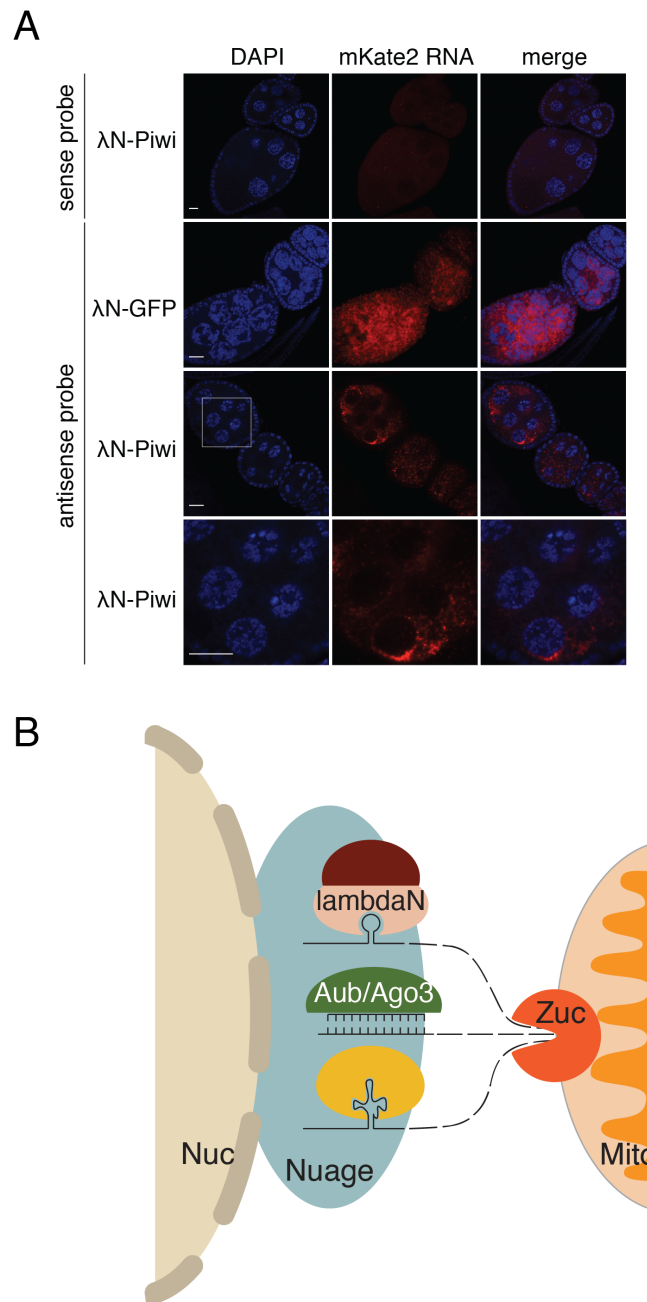 A
DAPI mKate2 RNA merge
sense probe
λN-Piwi
antisense probe
λN-GFP
λN-Piwi
λN-Piwi
B
lambdaN
Aub/Ago3
Zuc
Nuc
Nuage
Mito